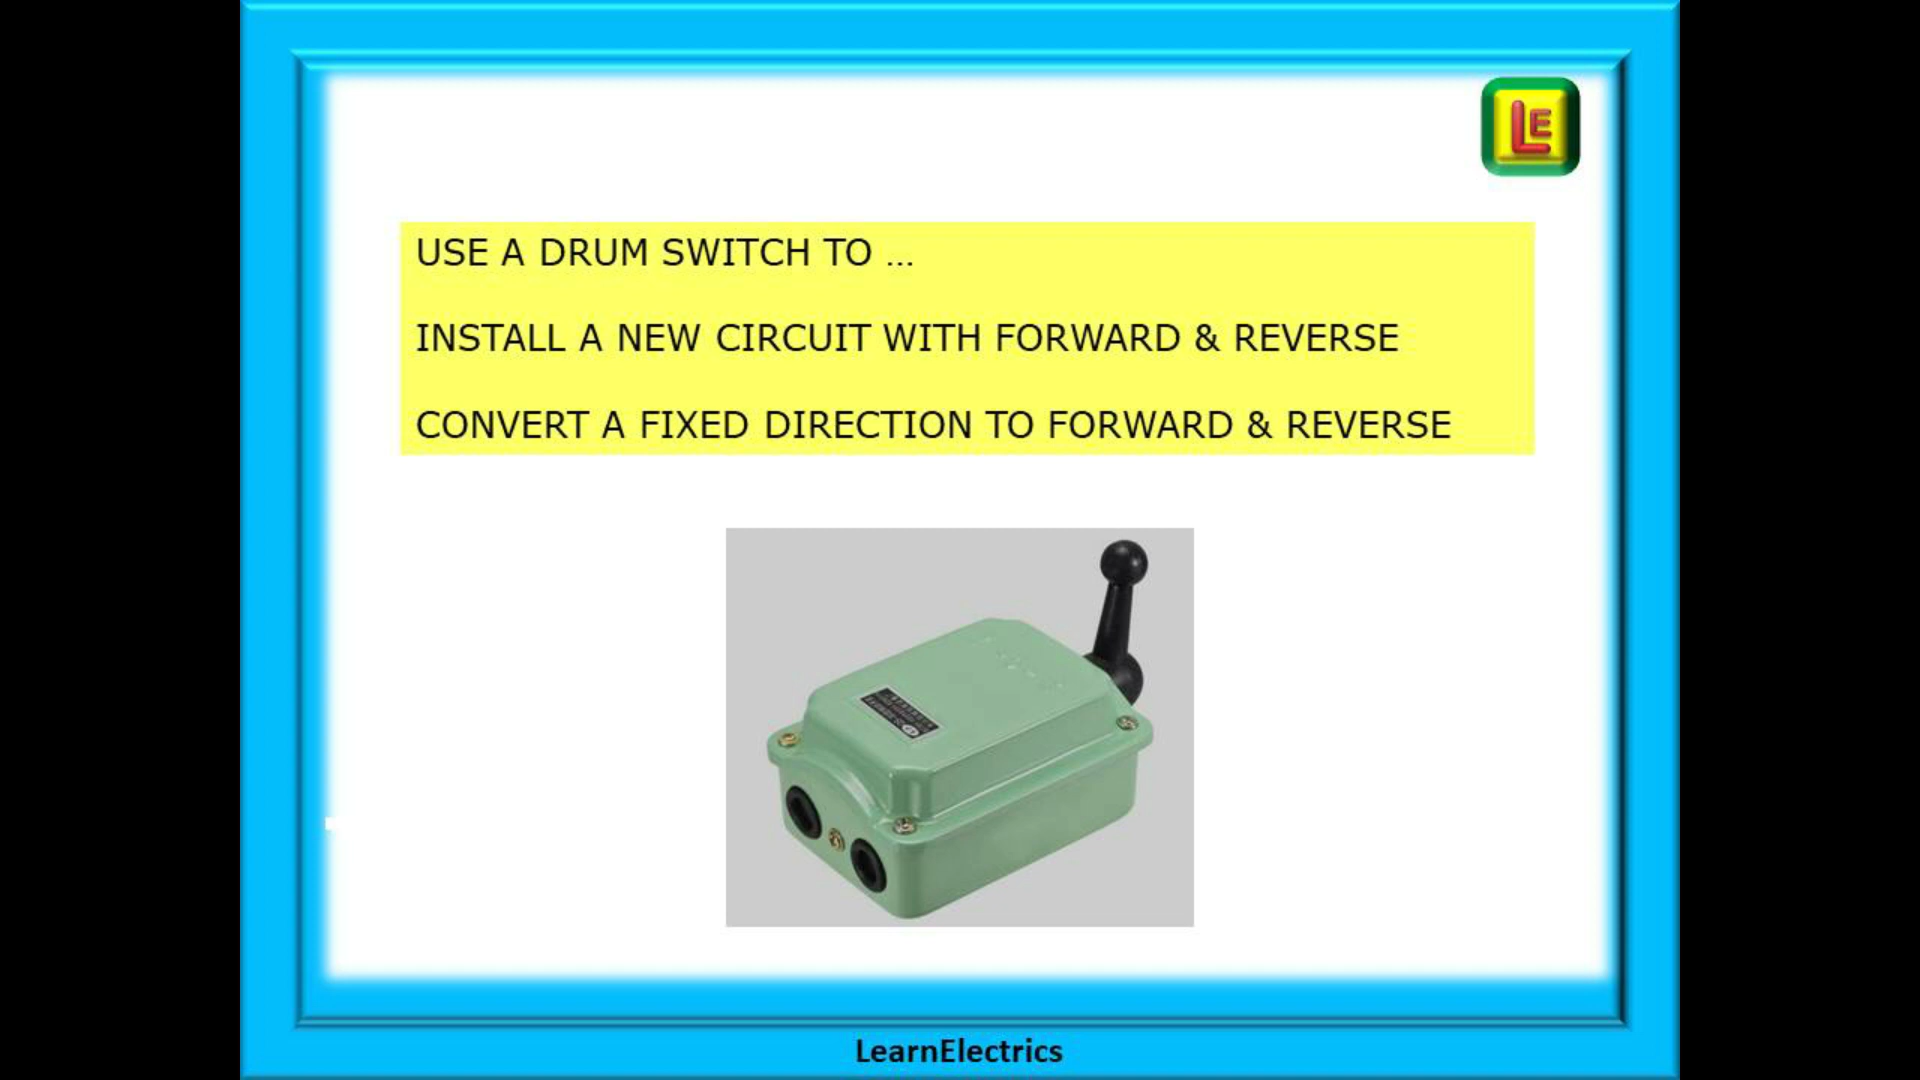 LE
USE A DRUM SWITCH TO ...
INSTALL A NEW CIRCUIT WITH FORWARD & REVERSE
CONVERT A FIXED DIRECTION TO FORWARD & REVERSE
LearnElectrics